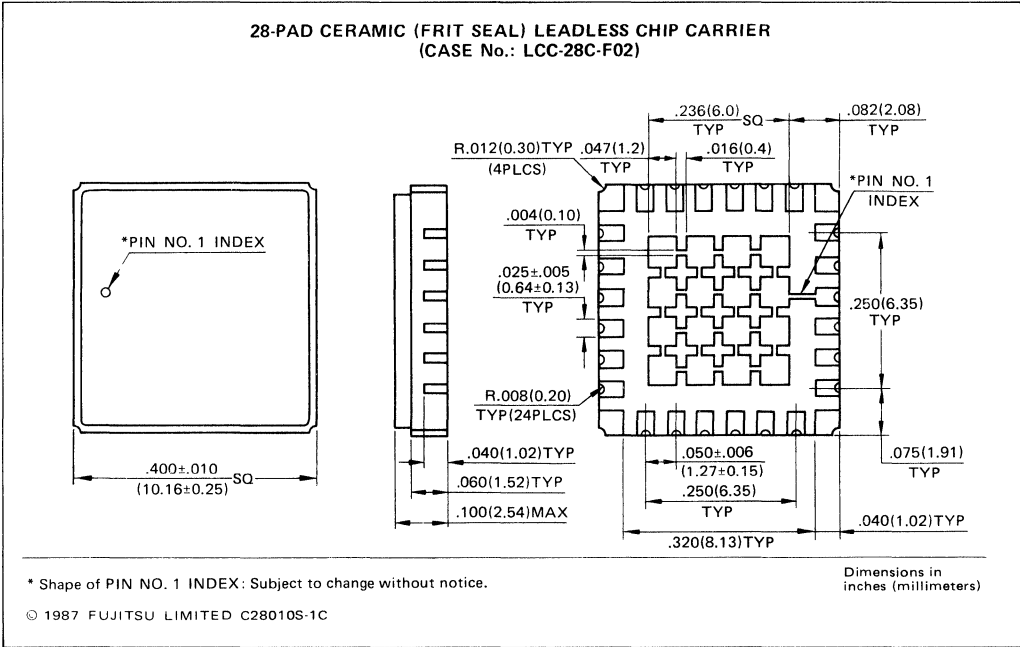 28-PAD CERAMIC (FRIT SEAL) LEADLESS CHIP CARRIER
(CASE No.: LCC-28C-F02)
.236(6.0) SQ
TYP
.082(2.08)
TYP
R.012(0.30)TYP
(4PLCS)
.047(1.2)
TYP
.016(0.4)
TYP
*PIN NO. 1
INDEX
*PIN NO. 1 INDEX
.004(0.10)
TYP
.025±.005
(0.64±0.13)
TYP
.250(6.35)
TYP
R.008(0.20)
TYP(24PLCS)
.400±.010 SQ
(10.16±0.25)
.040(1.02)TYP
.060(1.52)TYP
.100(2.54)MAX
.050±.006
(1.27±0.15)
.250(6.35)
TYP
.075(1.91)
TYP
.320(8.13)TYP
.040(1.02)TYP
* Shape of PIN NO. 1 INDEX: Subject to change without notice.
Dimensions in
inches (millimeters)
© 1987 FUJITSU LIMITED C28010S-1C